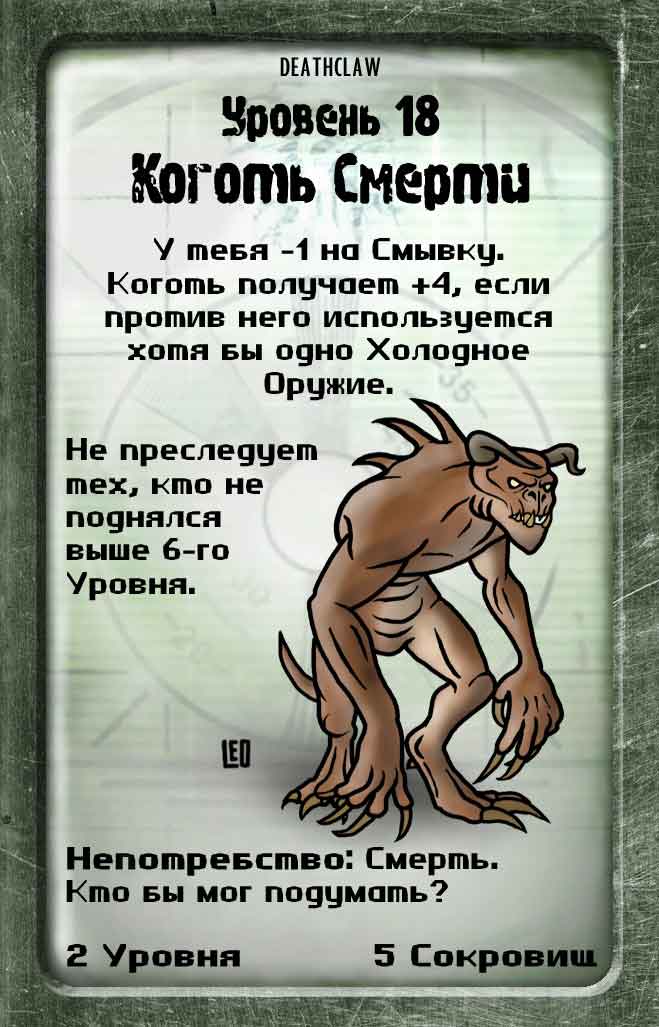 DEATHCLAW
Уровень 18
Коготь Смерти
У тебя -1 на Смывку.
Коготь получает +4, если
против него используется
хотя бы одно Холодное
Оружие.
Не преследует
тех, кто не
поднялся
выше 6-го
Уровня.
LEO
Непотребство: Смерть.
Кто бы мог подумать?
2 Уровня 5 Сокровищ